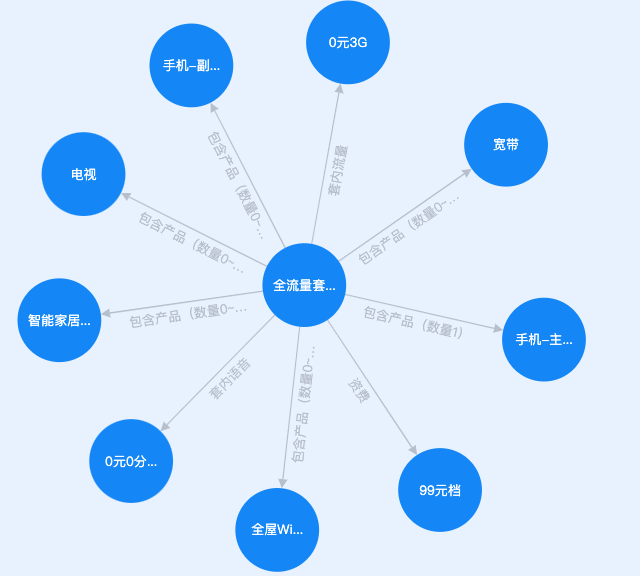 0元3G
手机-副...
套内流量
宽带
包含产品（数量0~...
电视
包含产品（数量0~...
包含产品（数量0~...
全流量套...
智能家居...
包含产品（数量0~...
包含产品（数量1）
手机-主...
套内语音
包含产品（数量0~...
资费
0元0分...
99元档
全屋Wi...